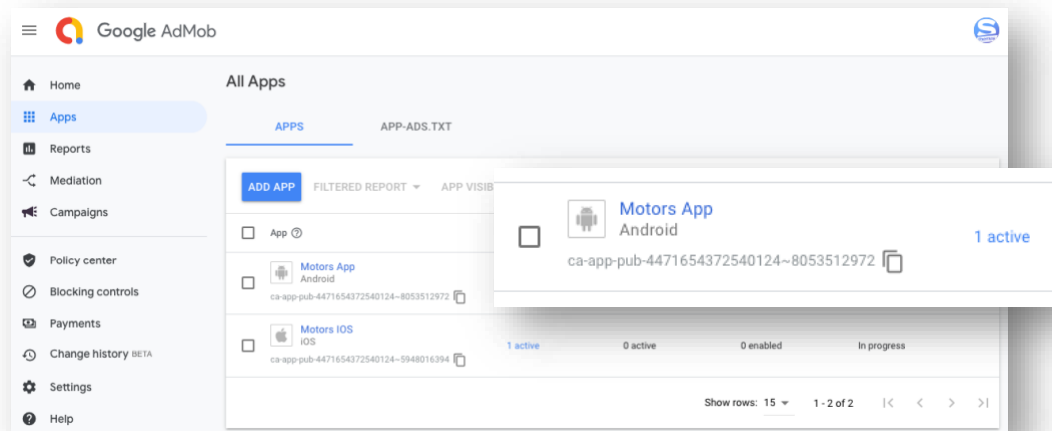 Google AdMob
Home
Apps
Reports
Mediation
Campaigns
Policy center
Blocking controls
Payments
Change history BETA
Settings
Help
All Apps
APPS APP-ADS.TXT
ADD APP FILTERED REPORT APP VISIB
App
Motors App
Android
ca-app-pub-4471654372540124~8053512972
Motors iOS
iOS
ca-app-pub-4471654372540124~5948016394
1 active 0 active 0 enabled In progress
Show rows: 15 1 - 2 of 2
Motors App
Android
1 active
ca-app-pub-4471654372540124~8053512972